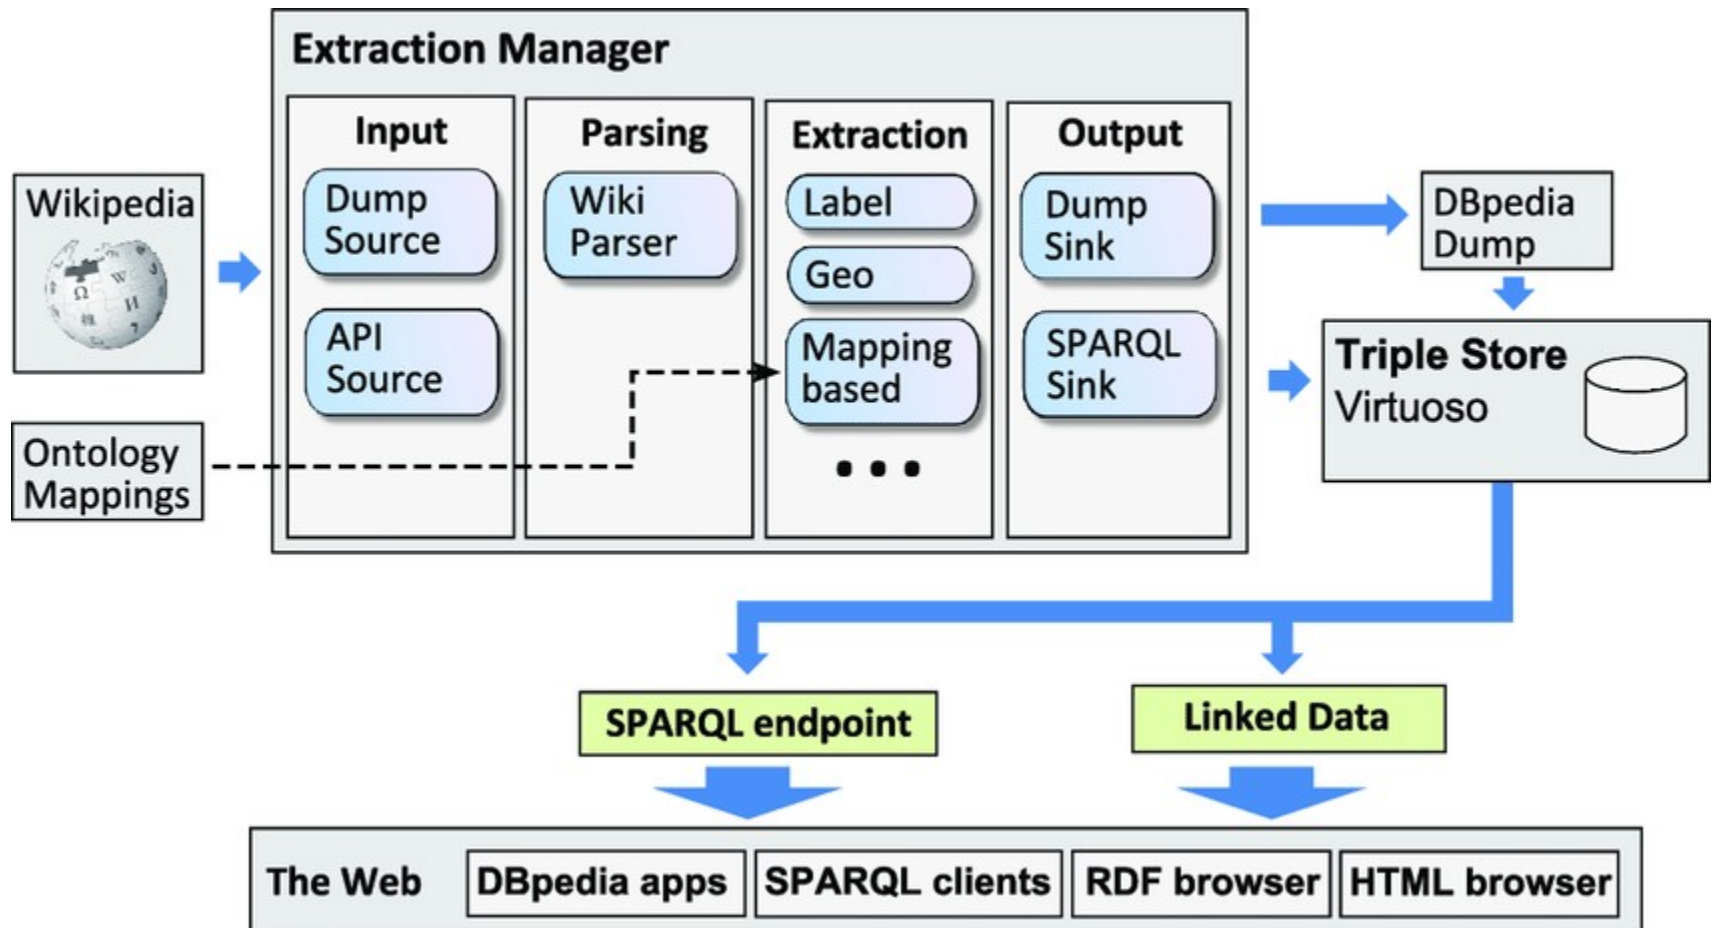 Extraction Manager
Input
Dump
Source
API
Source
Parsing
Wiki
Parser
Extraction
Label
Geo
Mapping
based
...
Output
Dump
Sink
SPARQL
Sink
Wikipedia
Ω
W
И
Ontology
Mappings
DBpedia
Dump
Triple Store
Virtuoso
SPARQL endpoint
Linked Data
The Web
DBpedia apps
SPARQL clients
RDF browser
HTML browser